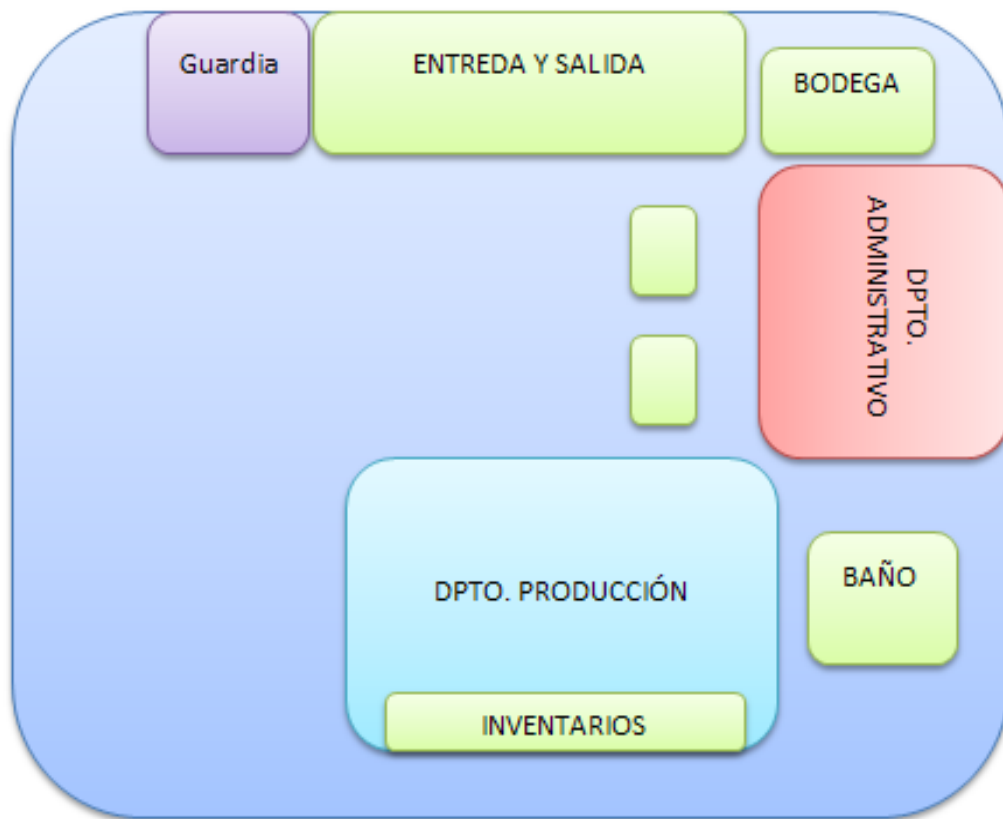 Guardia
ENTREDA Y SALIDA
BODEGA
DPTO.
ADMINISTRATIVO
DPTO. PRODUCCIÓN
BAÑO
INVENTARIOS